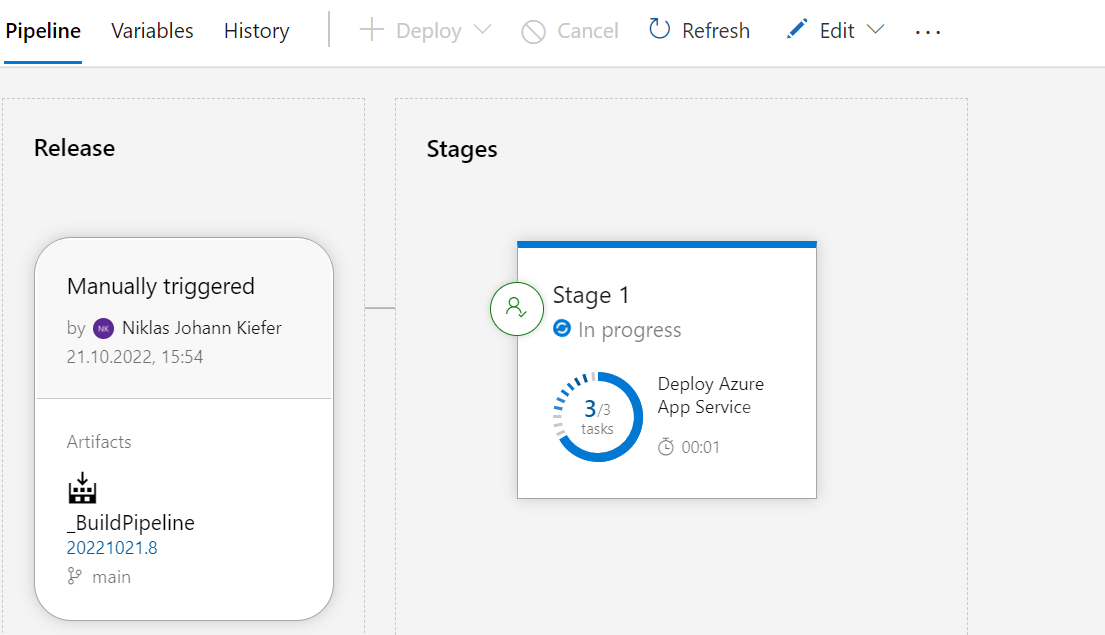 Pipeline Variables History Deploy Cancel Refresh Edit ...
Release
Manually triggered
by NK Niklas Johann Kiefer
21.10.2022, 15:54
Artifacts
_BuildPipeline
20221021.8
main
Stages
Stage 1
In progress
3/3
tasks
Deploy Azure
App Service
00:01